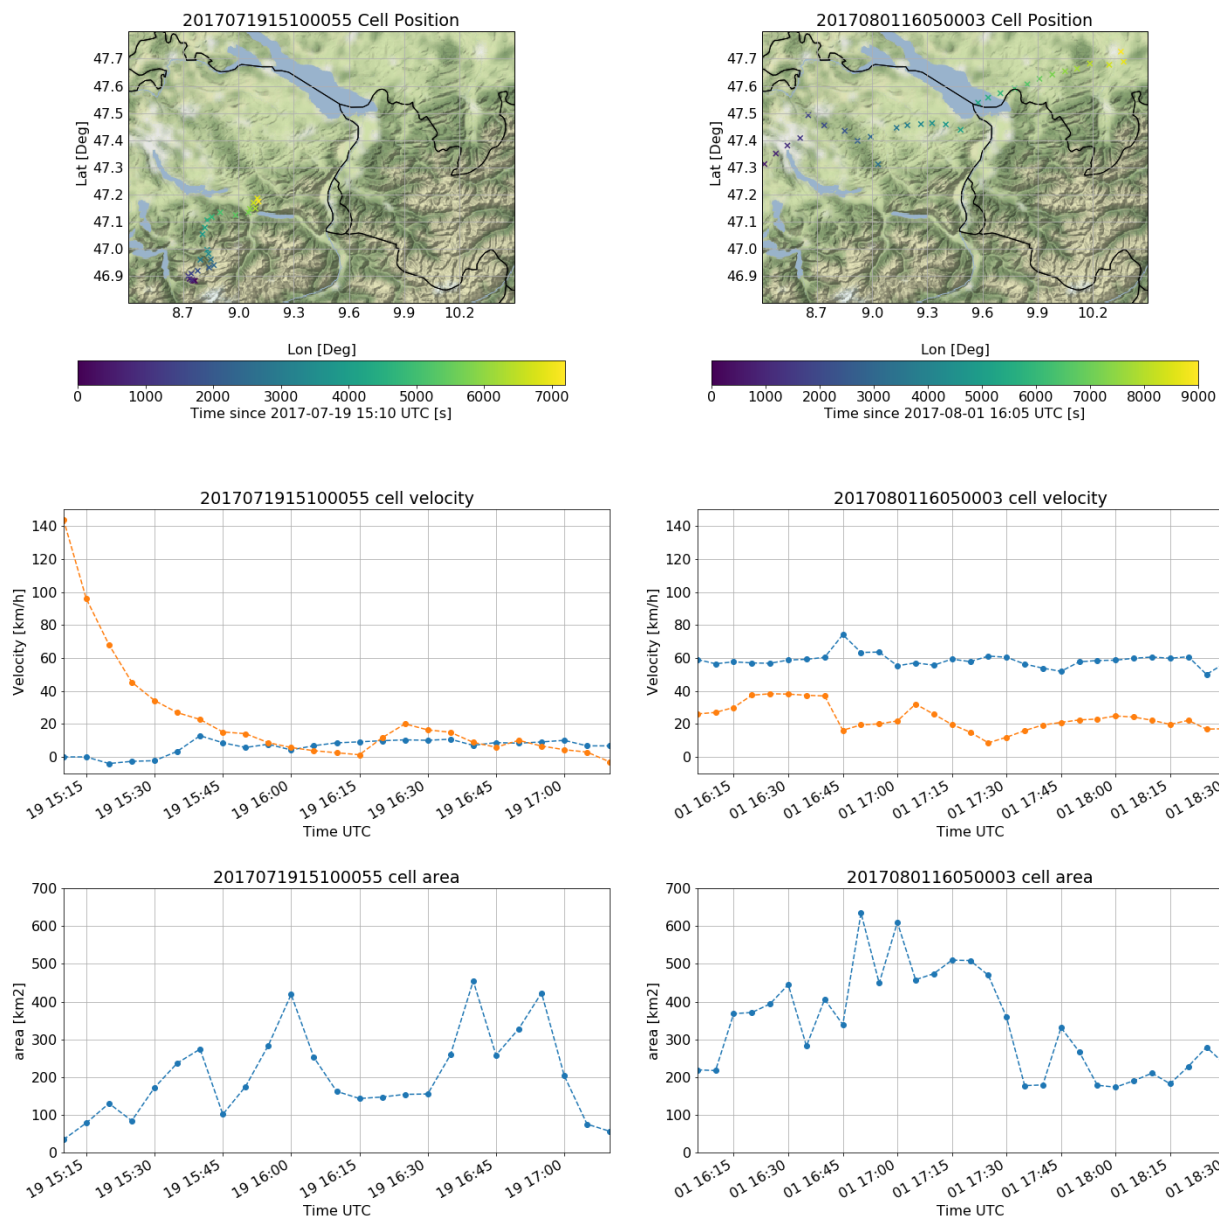 2017071915100055 Cell Position
2017080116050003 Cell Position
Lat [Deg]
47.7
47.6
47.5
47.4
47.3
47.2
47.1
47.0
46.9
8.7 9.0 9.3 9.6 9.9 10.2
Lon [Deg]
Lat [Deg]
47.7
47.6
47.5
47.4
47.3
47.2
47.1
47.0
46.9
8.7 9.0 9.3 9.6 9.9 10.2
Lon [Deg]
0 1000 2000 3000 4000 5000 6000 7000
Time since 2017-07-19 15:10 UTC [s]
0 1000 2000 3000 4000 5000 6000 7000 8000 9000
Time since 2017-08-01 16:05 UTC [s]
2017071915100055 cell velocity
Velocity [km/h]
140
120
100
80
60
40
20
0
19 15:15 19 15:30 19 15:45 19 16:00 19 16:15 19 16:30 19 16:45 19 17:00
Time UTC
2017080116050003 cell velocity
Velocity [km/h]
140
120
100
80
60
40
20
0
01 16:15 01 16:30 01 16:45 01 17:00 01 17:15 01 17:30 01 17:45 01 18:00 01 18:15 01 18:30
Time UTC
2017071915100055 cell area
area [km2]
700
600
500
400
300
200
100
0
19 15:15 19 15:30 19 15:45 19 16:00 19 16:15 19 16:30 19 16:45 19 17:00
Time UTC
2017080116050003 cell area
area [km2]
700
600
500
400
300
200
100
0
01 16:15 01 16:30 01 16:45 01 17:00 01 17:15 01 17:30 01 17:45 01 18:00 01 18:15 01 18:30
Time UTC